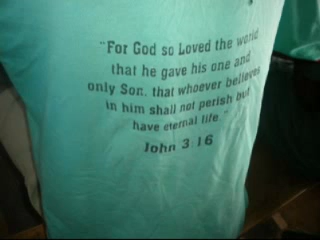 "For God so Loved the world
that he gave his one and
only Son. that whoever believes
in him shall not perish but
have eternal life."
John 3:16